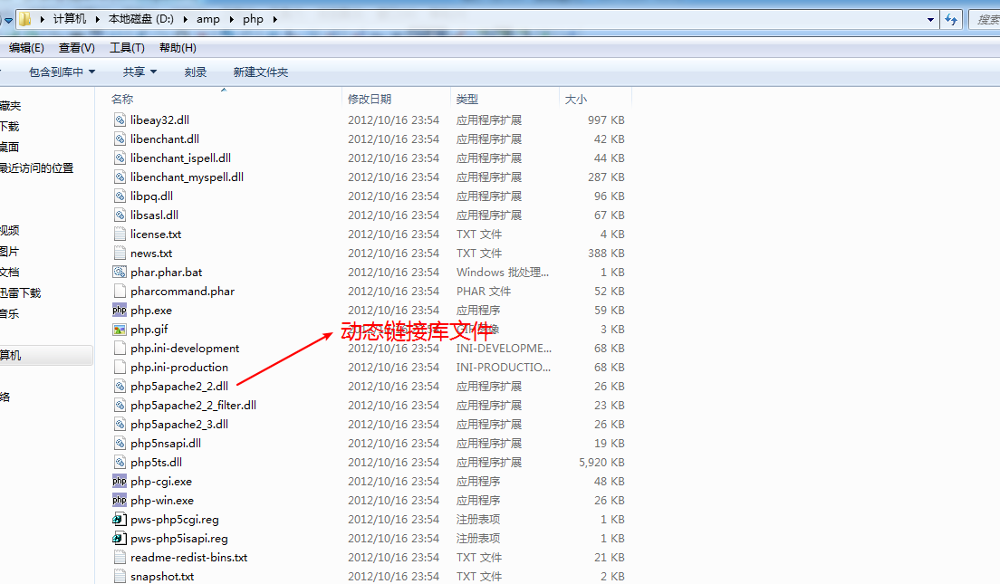 计算机 本地磁盘 (D:) amp php 搜索
编辑(E) 查看(V) 工具(T) 帮助(H)
包含到库中 共享 刻录 新建文件夹
名称 修改日期 类型 大小
藏夹
下载
桌面
最近访问的位置
视频
图片
文档
迅雷下载
音乐
算机
络
libeay32.dll 2012/10/16 23:54 应用程序扩展 997 KB
libenchant.dll 2012/10/16 23:54 应用程序扩展 42 KB
libenchant_ispell.dll 2012/10/16 23:54 应用程序扩展 44 KB
libenchant_myspell.dll 2012/10/16 23:54 应用程序扩展 287 KB
libpq.dll 2012/10/16 23:54 应用程序扩展 96 KB
libsasl.dll 2012/10/16 23:54 应用程序扩展 67 KB
license.txt 2012/10/16 23:54 TXT 文件 4 KB
news.txt 2012/10/16 23:54 TXT 文件 388 KB
phar.phar.bat 2012/10/16 23:54 Windows 批处理... 1 KB
pharcommand.phar 2012/10/16 23:54 PHAR 文件 52 KB
php php.exe 2012/10/16 23:54 应用程序 59 KB
php.gif 3 KB
动态链接库文件
php.ini-development 2012/10/16 23:54 INI-DEVELOPME... 68 KB
php.ini-production 2012/10/16 23:54 INI-PRODUCTIO... 68 KB
php5apache2_2.dll 2012/10/16 23:54 应用程序扩展 26 KB
php5apache2_2_filter.dll 2012/10/16 23:54 应用程序扩展 23 KB
php5apache2_3.dll 2012/10/16 23:54 应用程序扩展 26 KB
php5nsapi.dll 2012/10/16 23:54 应用程序扩展 19 KB
php5ts.dll 2012/10/16 23:54 应用程序扩展 5,920 KB
php php-cgi.exe 2012/10/16 23:54 应用程序 48 KB
php php-win.exe 2012/10/16 23:54 应用程序 26 KB
pws-php5cgi.reg 2012/10/16 23:54 注册表项 1 KB
pws-php5isapi.reg 2012/10/16 23:54 注册表项 1 KB
readme-redist-bins.txt 2012/10/16 23:54 TXT 文件 21 KB
snapshot.txt 2012/10/16 23:54 TXT 文件 2 KB